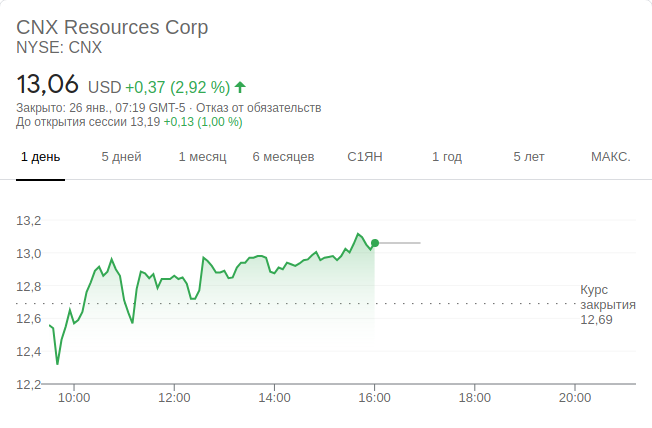 CNX Resources Corp
NYSE: CNX
13,06 USD +0,37 (2,92 %)
Закрыто: 26 янв., 07:19 GMT-5 · Отказ от обязательств
До открытия сессии 13,19 +0,13 (1,00 %)
1 день 5 дней 1 месяц 6 месяцев С1ЯН 1 год 5 лет МАКС.
13,2
13,0
12,8
Курс
закрытия
12,69
12,6
12,4
12,2
10:00 12:00 14:00 16:00 18:00 20:00